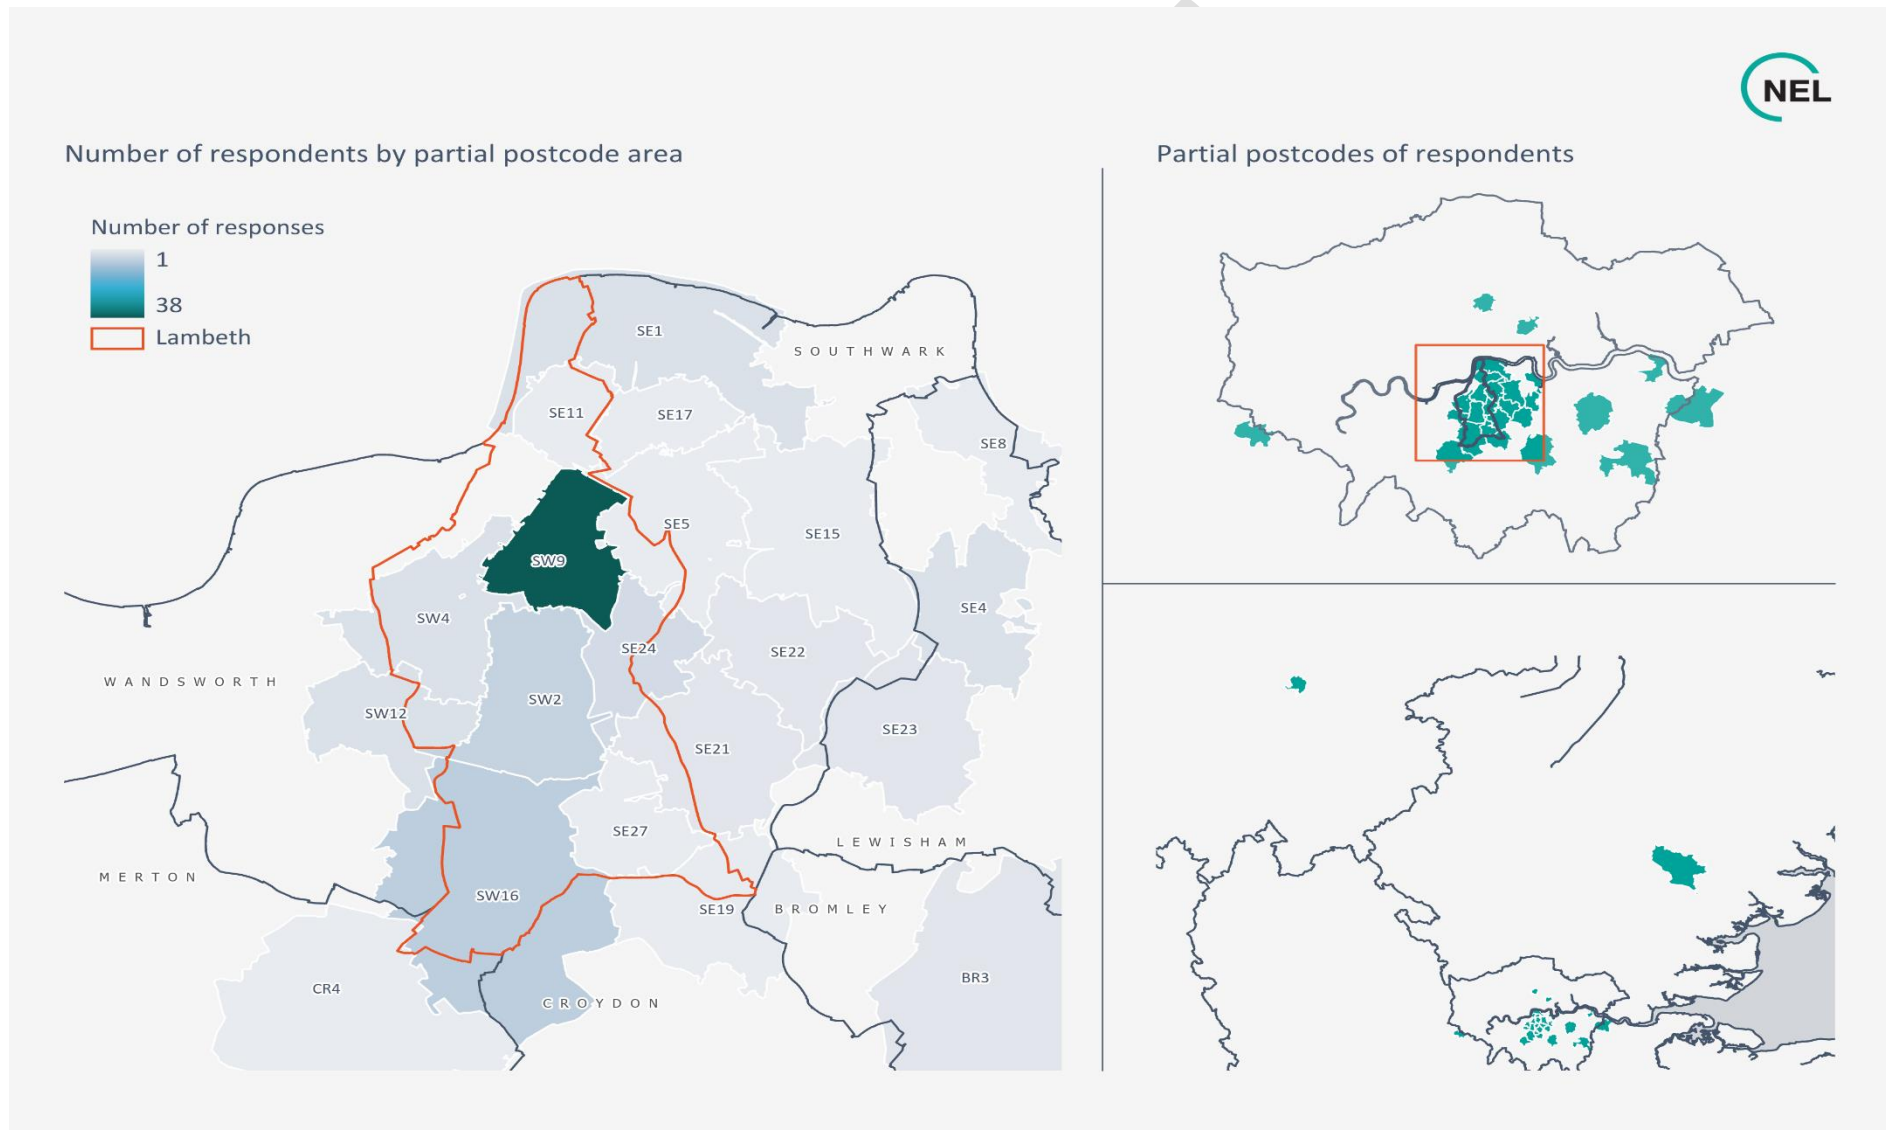 NEL
Number of respondents by partial postcode area
Partial postcodes of respondents
Number of responses
1
38
Lambeth
SE1
SOUTHWARK
SE11
SE17
SE8
SE5
SE15
SW9
SE4
SW4
SE24
SE22
WANDSWORTH
SW2
SW12
SE23
SE21
SE27
LEWISHAM
MERTON
SW16
SE19
BROMLEY
BR3
CR4
CROYDON